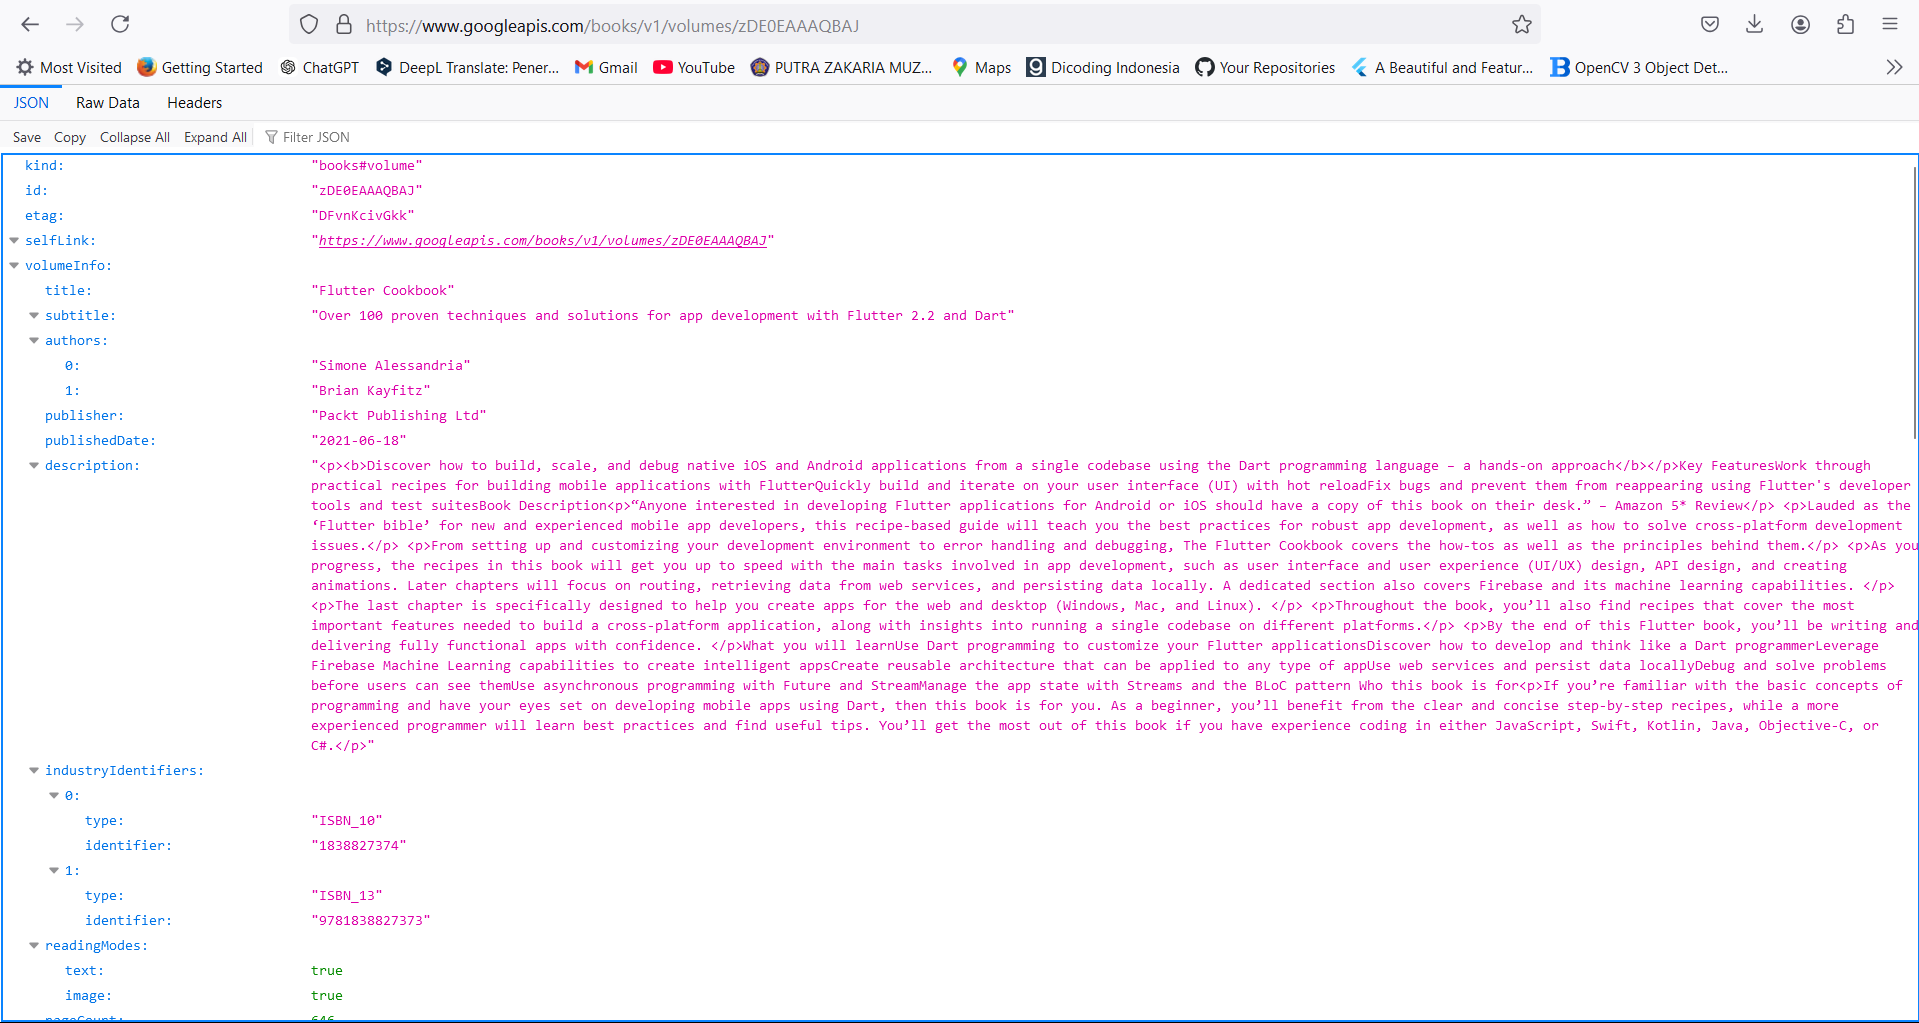 https://www.googleapis.com/books/v1/volumes/zDE0EAAAQBAJ
Most Visited Getting Started ChatGPT DeepL Translate: Pener... Gmail YouTube PUTRA ZAKARIA MUZ... Maps Dicoding Indonesia Your Repositories A Beautiful and Featur... OpenCV 3 Object Det...
JSON Raw Data Headers
Save Copy Collapse All Expand All Filter JSON
kind: "books#volume"
id: "zDE0EAAAQBAJ"
etag: "DFvnKcivGkk"
selfLink: "https://www.googleapis.com/books/v1/volumes/zDE0EAAAQBAJ"
volumeInfo:
title: "Flutter Cookbook"
subtitle: "Over 100 proven techniques and solutions for app development with Flutter 2.2 and Dart"
authors:
0: "Simone Alessandria"
1: "Brian Kayfitz"
publisher: "Packt Publishing Ltd"
publishedDate: "2021-06-18"
description: "<p><b>Discover how to build, scale, and debug native iOS and Android applications from a single codebase using the Dart programming language – a hands-on approach</b></p>Key FeaturesWork through
practical recipes for building mobile applications with FlutterQuickly build and iterate on your user interface (UI) with hot reloadFix bugs and prevent them from reappearing using Flutter's developer
tools and test suitesBook Description<p>“Anyone interested in developing Flutter applications for Android or iOS should have a copy of this book on their desk.” – Amazon 5* Review</p> <p>Lauded as the
‘Flutter bible’ for new and experienced mobile app developers, this recipe-based guide will teach you the best practices for robust app development, as well as how to solve cross-platform development
issues.</p> <p>From setting up and customizing your development environment to error handling and debugging, The Flutter Cookbook covers the how-tos as well as the principles behind them.</p> <p>As you
progress, the recipes in this book will get you up to speed with the main tasks involved in app development, such as user interface and user experience (UI/UX) design, API design, and creating
animations. Later chapters will focus on routing, retrieving data from web services, and persisting data locally. A dedicated section also covers Firebase and its machine learning capabilities. </p>
<p>The last chapter is specifically designed to help you create apps for the web and desktop (Windows, Mac, and Linux). </p> <p>Throughout the book, you’ll also find recipes that cover the most
important features needed to build a cross-platform application, along with insights into running a single codebase on different platforms.</p> <p>By the end of this Flutter book, you’ll be writing and
delivering fully functional apps with confidence. </p>What you will learnUse Dart programming to customize your Flutter applicationsDiscover how to develop and think like a Dart programmerLeverage
Firebase Machine Learning capabilities to create intelligent appsCreate reusable architecture that can be applied to any type of appUse web services and persist data locallyDebug and solve problems
before users can see themUse asynchronous programming with Future and StreamManage the app state with Streams and the BLoC pattern Who this book is for<p>If you’re familiar with the basic concepts of
programming and have your eyes set on developing mobile apps using Dart, then this book is for you. As a beginner, you’ll benefit from the clear and concise step-by-step recipes, while a more
experienced programmer will learn best practices and find useful tips. You’ll get the most out of this book if you have experience coding in either JavaScript, Swift, Kotlin, Java, Objective-C, or
C#.</p>"
industryIdentifiers:
0:
type: "ISBN_10"
identifier: "1838827374"
1:
type: "ISBN_13"
identifier: "9781838827373"
readingModes:
text: true
image: true
pageCount: 646